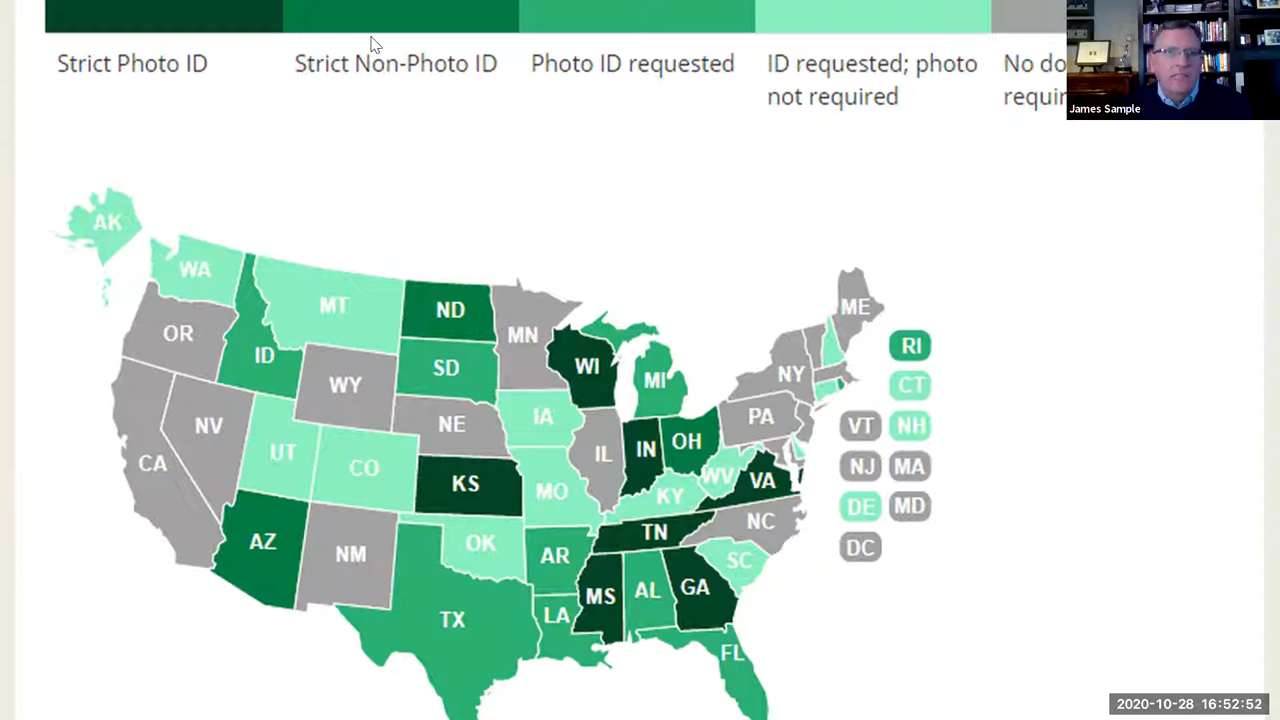 Strict Photo ID
Strict Non-Photo ID
Photo ID requested
ID requested; photo
not required
No do
requir
James Sample
AK
WA
MT
ND
MN
ME
OR
ID
SD
WI
MI
NY
RI
WY
CT
NV
NE
IA
PA
VT
NH
CA
UT
CO
KS
MO
IL
IN
OH
WV
VA
KY
NJ
MA
AZ
NM
OK
AR
TN
NC
DE
MD
SC
DC
TX
LA
MS
AL
GA
FL
2020-10-28 16:52:52